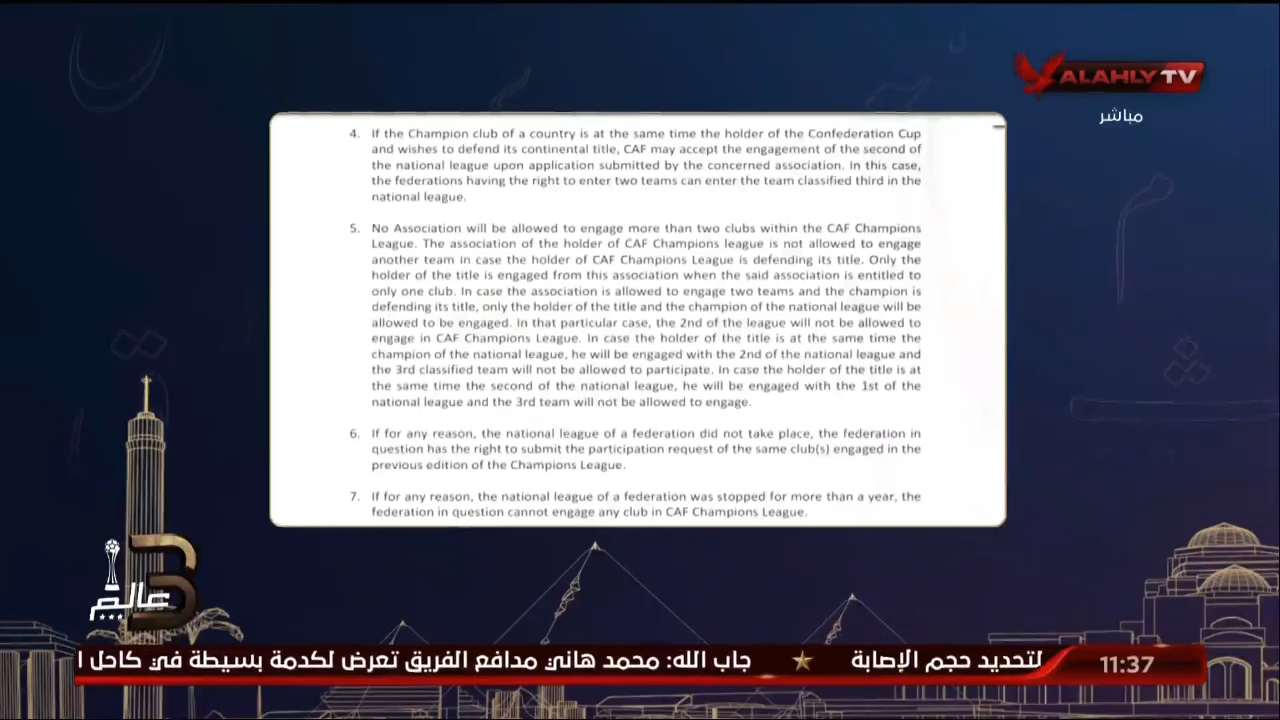 ALAHLY TV
مباشر
4. If the Champion club of a country is at the same time the holder of the Confederation Cup
and wishes to defend its continental title, CAF may accept the engagement of the second of
the national league upon application submitted by the concerned association. In this case,
the federations having the right to enter two teams can enter the team classified third in the
national league.
5. No Association will be allowed to engage more than two clubs within the CAF Champions
League. The association of the holder of CAF Champions league is not allowed to engage
another team in case the holder of CAF Champions League is defending its title. Only the
holder of the title is engaged from this association when the said association is entitled to
only one club. In case the association is allowed to engage two teams and the champion is
defending its title, only the holder of the title and the champion of the national league will be
allowed to be engaged. In that particular case, the 2nd of the league will not be allowed to
engage in CAF Champions League. In case the holder of the title is at the same time the
champion of the national league, he will be engaged with the 2nd of the national league and
the 3rd classified team will not be allowed to participate. In case the holder of the title is at
the same time the second of the national league, he will be engaged with the 1st of the
national league and the 3rd team will not be allowed to engage.
6. If for any reason, the national league of a federation did not take place, the federation in
question has the right to submit the participation request of the same club(s) engaged in the
previous edition of the Champions League.
7. If for any reason, the national league of a federation was stopped for more than a year, the
federation in question cannot engage any club in CAF Champions League.
3
عالم
لتحديد حجم الإصابة ★ جاب الله: محمد هاني مدافع الفريق تعرض لكدمة بسيطة في كاحل ا
11:37